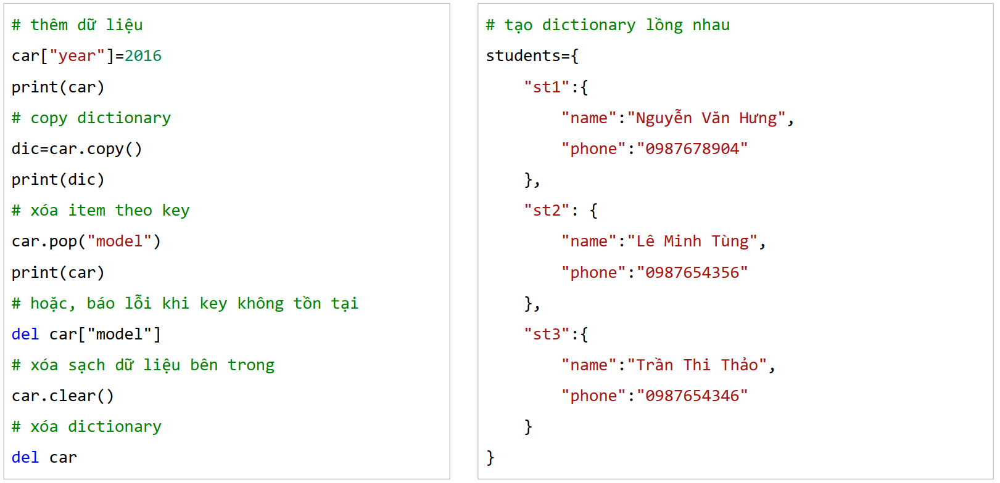 # thêm dữ liệu
car["year"]=2016
print(car)
# copy dictionary
dic=car.copy()
print(dic)
# xóa item theo key
car.pop("model")
print(car)
# hoặc, báo lỗi khi key không tồn tại
del car["model"]
# xóa sạch dữ liệu bên trong
car.clear()
# xóa dictionary
del car
# tạo dictionary lồng nhau
students={
    "st1":{
        "name":"Nguyễn Văn Hưng",
        "phone":"0987678904"
    },
    "st2": {
        "name":"Lê Minh Tùng",
        "phone":"0987654356"
    },
    "st3":{
        "name":"Trần Thi Thảo",
        "phone":"0987654346"
    }
}